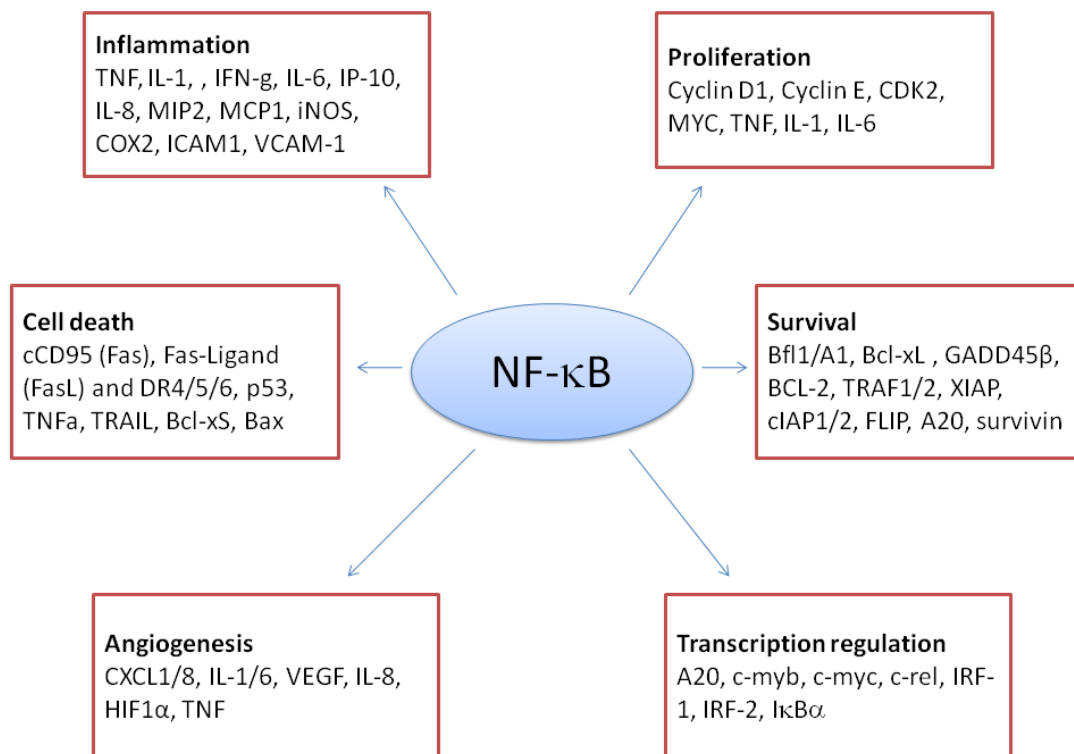 Inflammation
TNF, IL-1, , IFN-g, IL-6, IP-10,
IL-8, MIP2, MCP1, iNOS,
COX2, ICAM1, VCAM-1
Proliferation
Cyclin D1, Cyclin E, CDK2,
MYC, TNF, IL-1, IL-6
Cell death
cCD95 (Fas), Fas-Ligand
(FasL) and DR4/5/6, p53,
TNFa, TRAIL, Bcl-xS, Bax
NF-κB
Survival
Bfl1/A1, Bcl-xL , GADD45β,
BCL-2, TRAF1/2, XIAP,
cIAP1/2, FLIP, A20, survivin
Angiogenesis
CXCL1/8, IL-1/6, VEGF, IL-8,
HIF1α, TNF
Transcription regulation
A20, c-myb, c-myc, c-rel, IRF-
1, IRF-2, IκBα